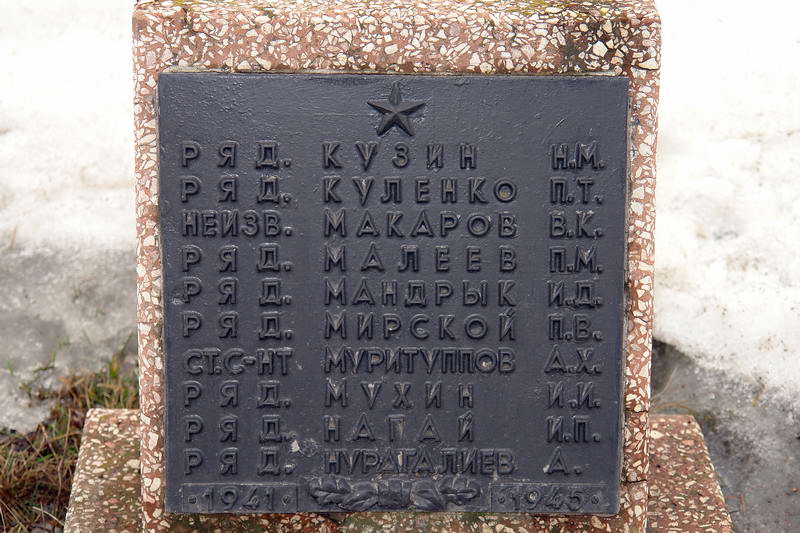 РЯД. КУЗИН Н.М.
РЯД. КУЛЕНКО П.Т.
НЕИЗВ. МАКАРОВ В.К.
РЯД. МАЛЕЕВ П.М.
РЯД. МАНДРЫК И.Д.
РЯД. МИРСКОЙ П.В.
СТ.С-НТ МУРИТУППОВ А.Х.
РЯД. МУХИН И.И.
РЯД. НАГАЙ И.П.
РЯД. НУРАГАЛИЕВ А.
·1941· ·1945·